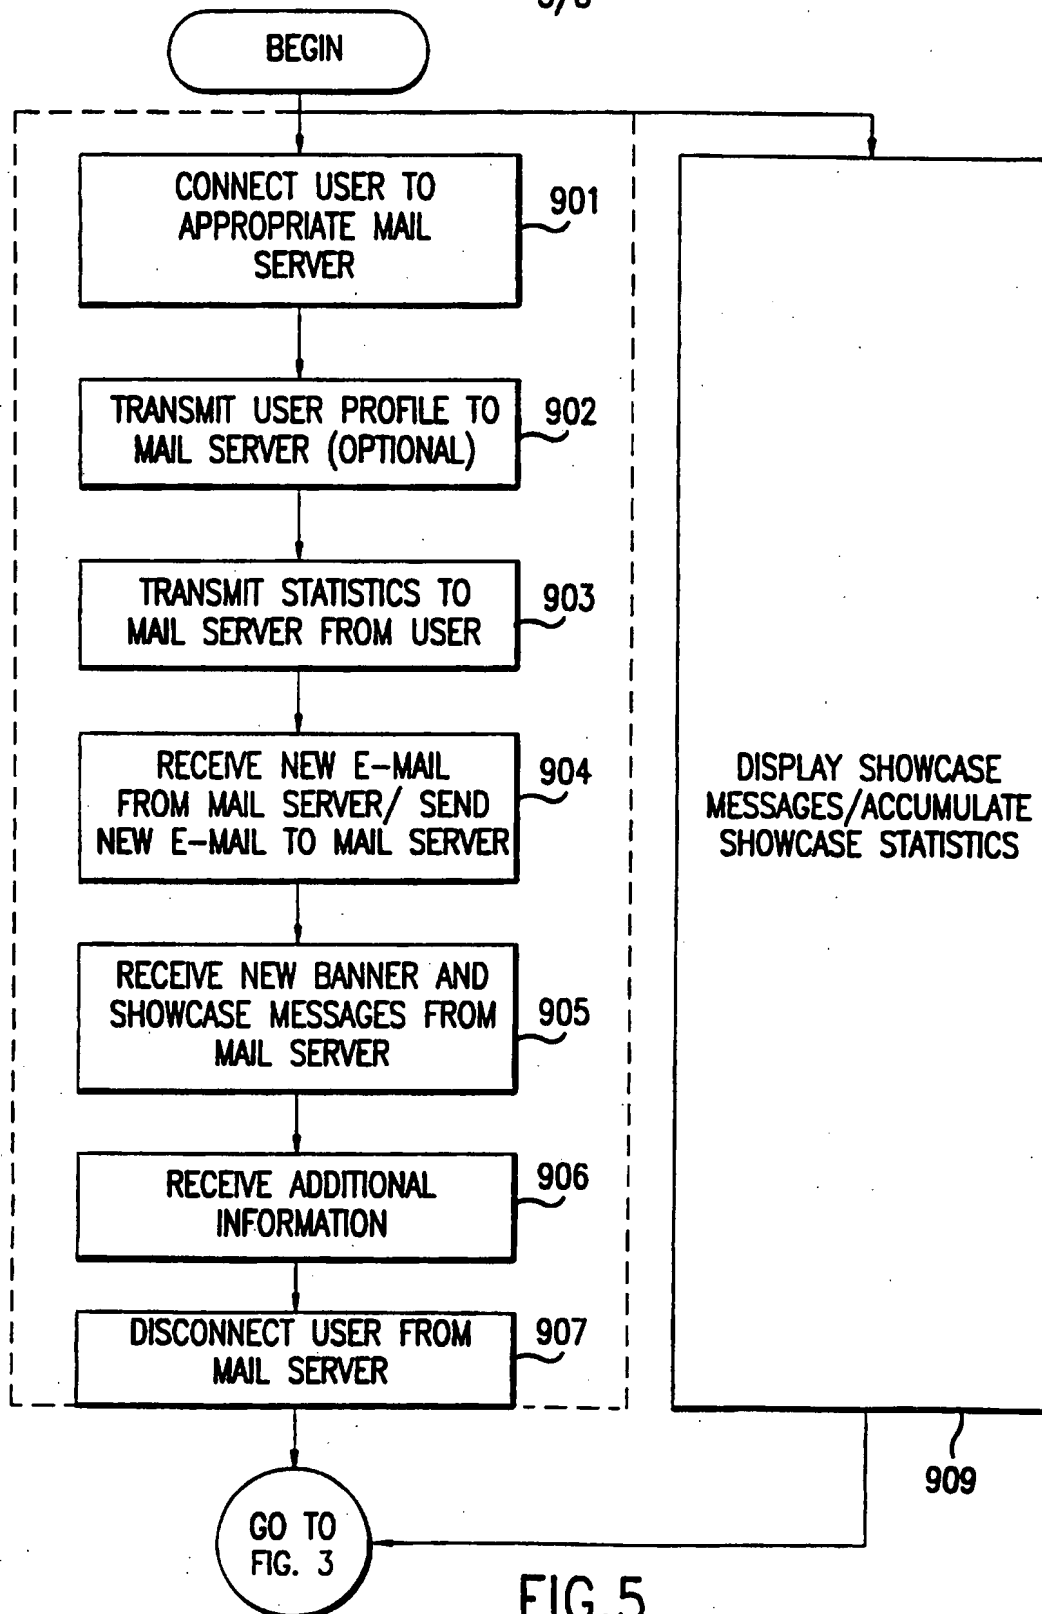 BEGIN
CONNECT USER TO
APPROPRIATE MAIL
SERVER
901
TRANSMIT USER PROFILE TO
MAIL SERVER (OPTIONAL)
902
TRANSMIT STATISTICS TO
MAIL SERVER FROM USER
903
RECEIVE NEW E-MAIL
FROM MAIL SERVER/ SEND
NEW E-MAIL TO MAIL SERVER
904
RECEIVE NEW BANNER AND
SHOWCASE MESSAGES FROM
MAIL SERVER
905
RECEIVE ADDITIONAL
INFORMATION
906
DISCONNECT USER FROM
MAIL SERVER
907
DISPLAY SHOWCASE
MESSAGES/ACCUMULATE
SHOWCASE STATISTICS
909
GO TO
FIG. 3
FIG.5